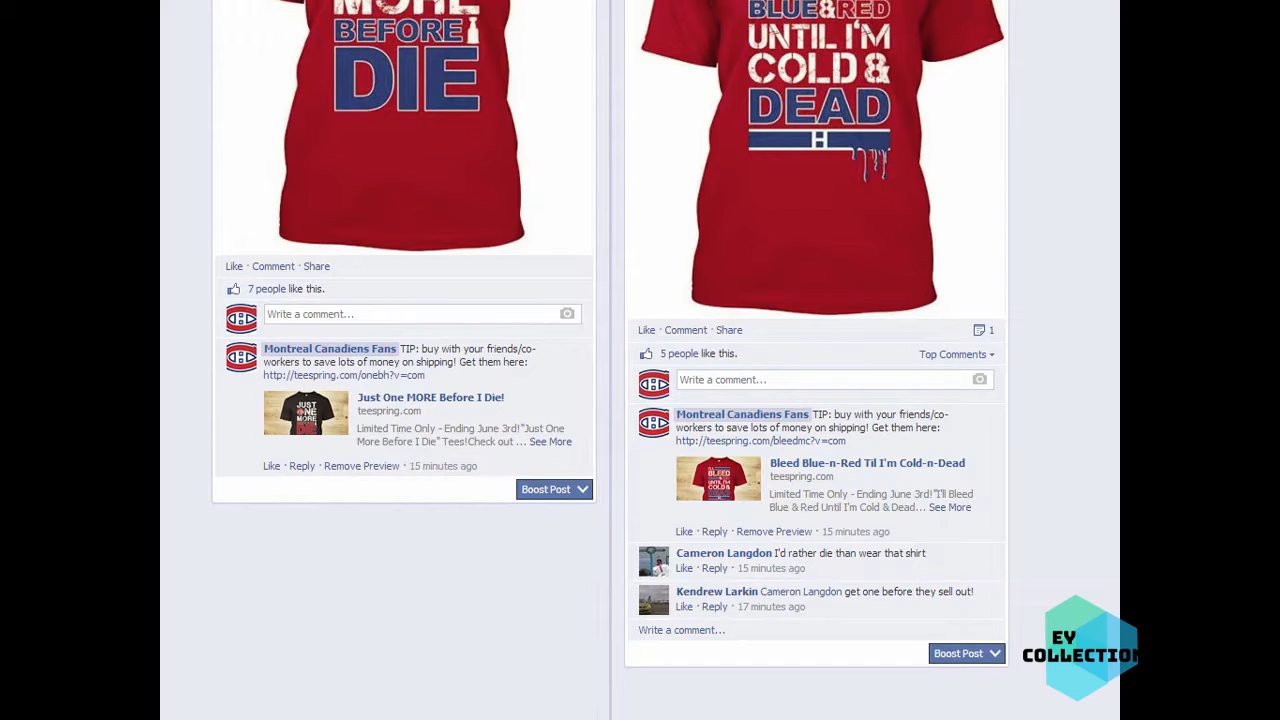 MORE
BEFORE I
DIE
Like · Comment · Share
7 people like this.
Write a comment...
Montreal Canadiens Fans TIP: buy with your friends/co-
workers to save lots of money on shipping! Get them here:
http://teespring.com/onebh?v=com
JUST
ONE
MORE
Just One MORE Before I Die!
teespring.com
Limited Time Only - Ending June 3rd!"Just One
More Before I Die" Tees!Check out ... See More
Like · Reply · Remove Preview · 15 minutes ago
Boost Post
BLUE&RED
UNTIL I'M
COLD &
DEAD
H
Like · Comment · Share
1
5 people like this.
Top Comments
Write a comment...
Montreal Canadiens Fans TIP: buy with your friends/co-
workers to save lots of money on shipping! Get them here:
http://teespring.com/bleedmc?v=com
BLEED
UNTIL I'M
COLD &
Bleed Blue-n-Red Til I'm Cold-n-Dead
teespring.com
Limited Time Only - Ending June 3rd!"I'll Bleed
Blue & Red Until I'm Cold & Dead... See More
Like · Reply · Remove Preview · 15 minutes ago
Cameron Langdon I'd rather die than wear that shirt
Like · Reply · 15 minutes ago
Kendrew Larkin Cameron Langdon get one before they sell out!
Like · Reply · 17 minutes ago
Write a comment...
Boost Post
EY
COLLECTION